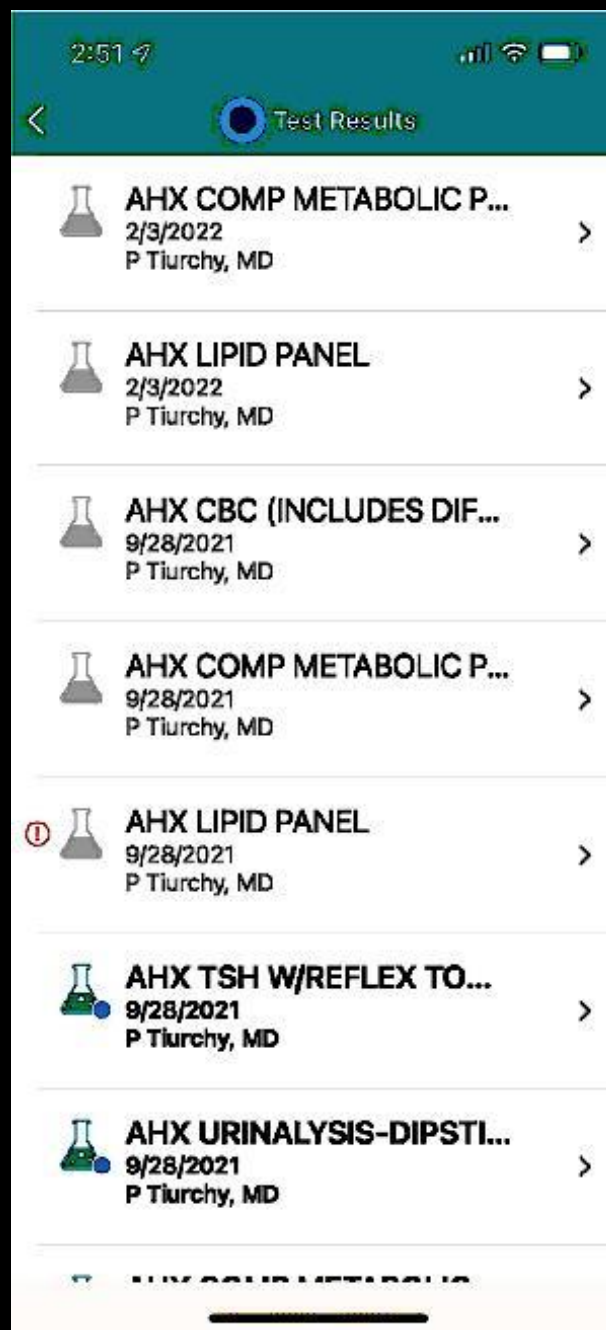 2:51
Test Results
AHX COMP METABOLIC P...
2/3/2022
P Tiurchy, MD
AHX LIPID PANEL
2/3/2022
P Tiurchy, MD
AHX CBC (INCLUDES DIF...
9/28/2021
P Tiurchy, MD
AHX COMP METABOLIC P...
9/28/2021
P Tiurchy, MD
AHX LIPID PANEL
9/28/2021
P Tiurchy, MD
AHX TSH W/REFLEX TO...
9/28/2021
P Tiurchy, MD
AHX URINALYSIS-DIPSTI...
9/28/2021
P Tiurchy, MD
AHX COMP METABOLIC